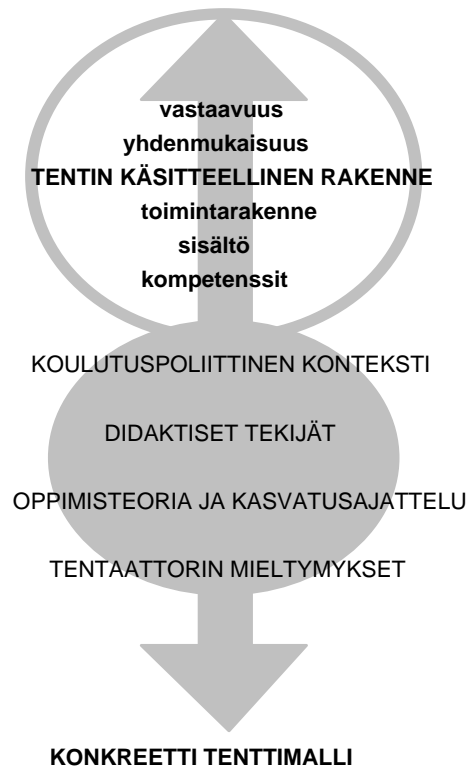 vastaavuus
yhdenmukaisuus
TENTIN KÄSITTEELLINEN RAKENNE
toimintarakenne
sisältö
kompetenssit
KOULUTUSPOLIITTINEN KONTEKSTI
DIDAKTISET TEKIJÄT
OPPIMISTEORIA JA KASVATUSAJATTELU
TENTAATTORIN MIELTYMYKSET
KONKREETTI TENTTIMALLI